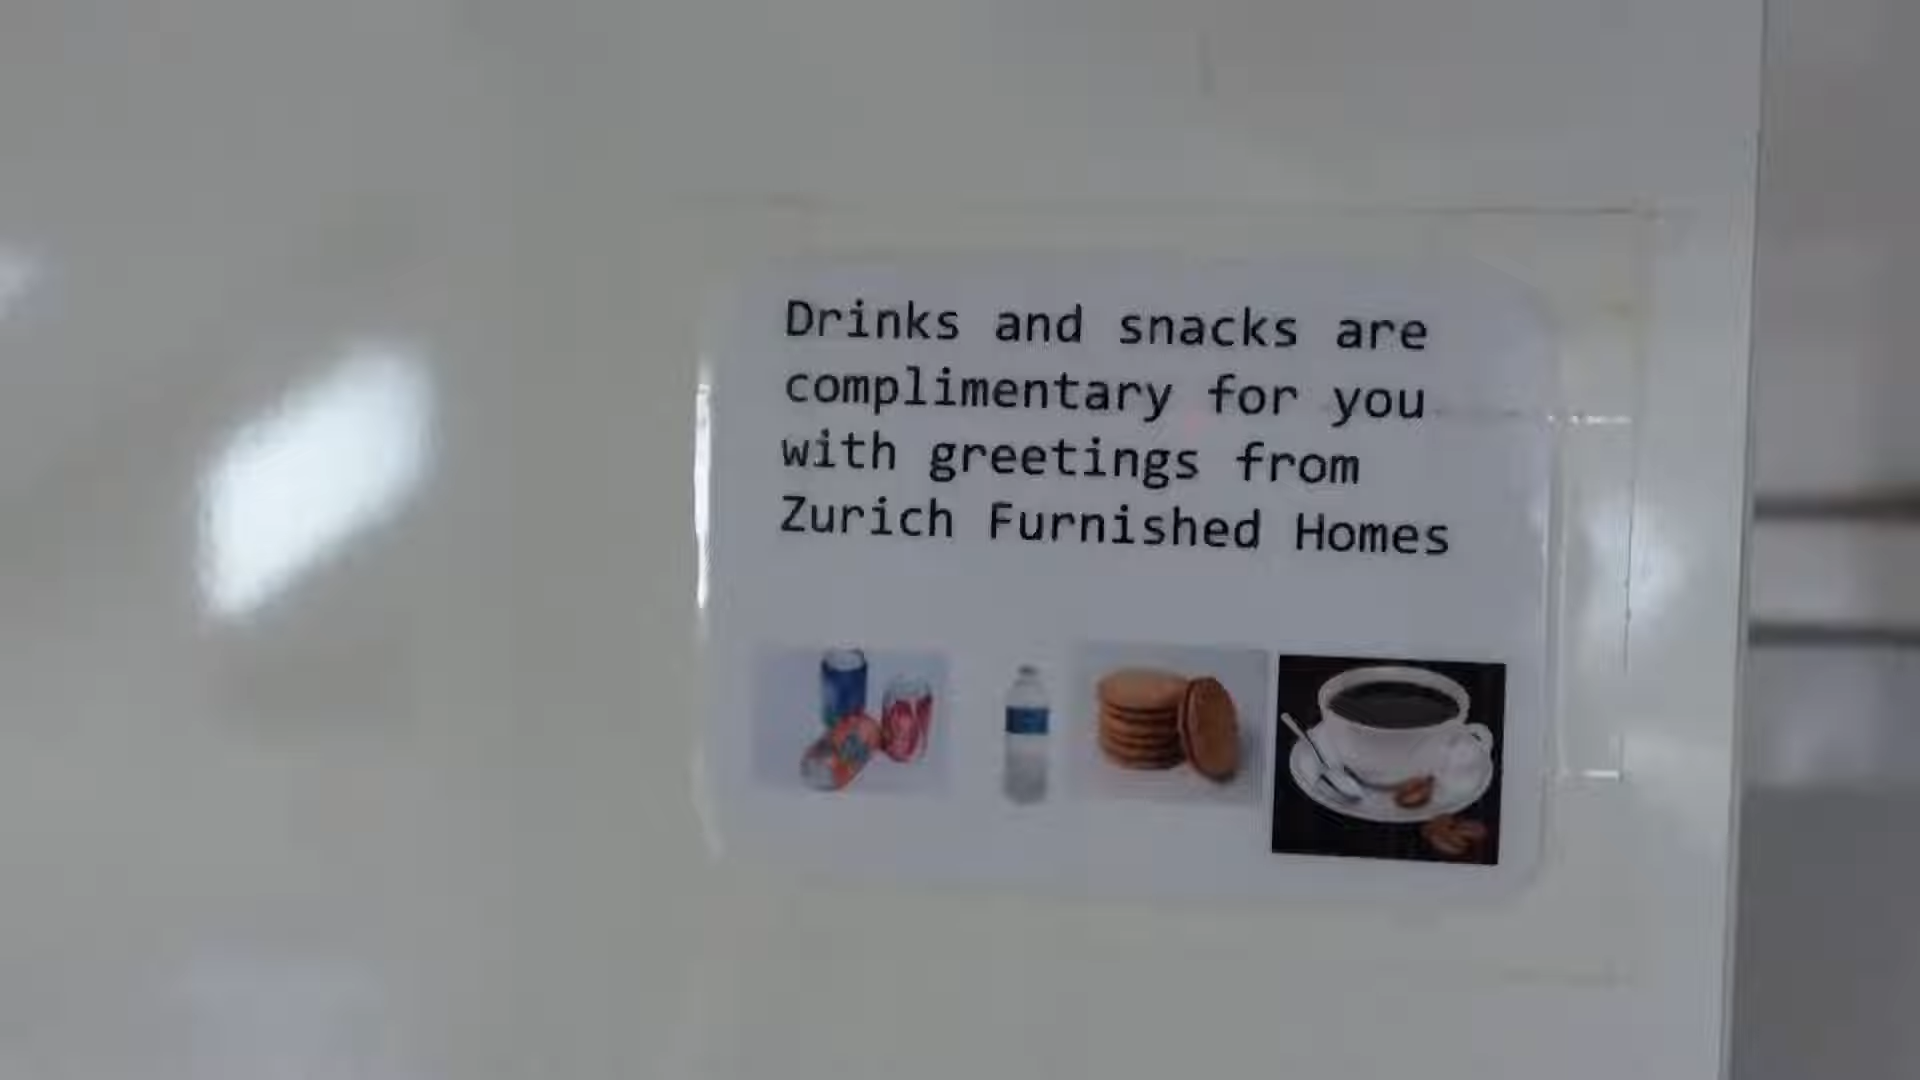 Drinks and snacks are
complimentary for you
with greetings from
Zurich Furnished Homes